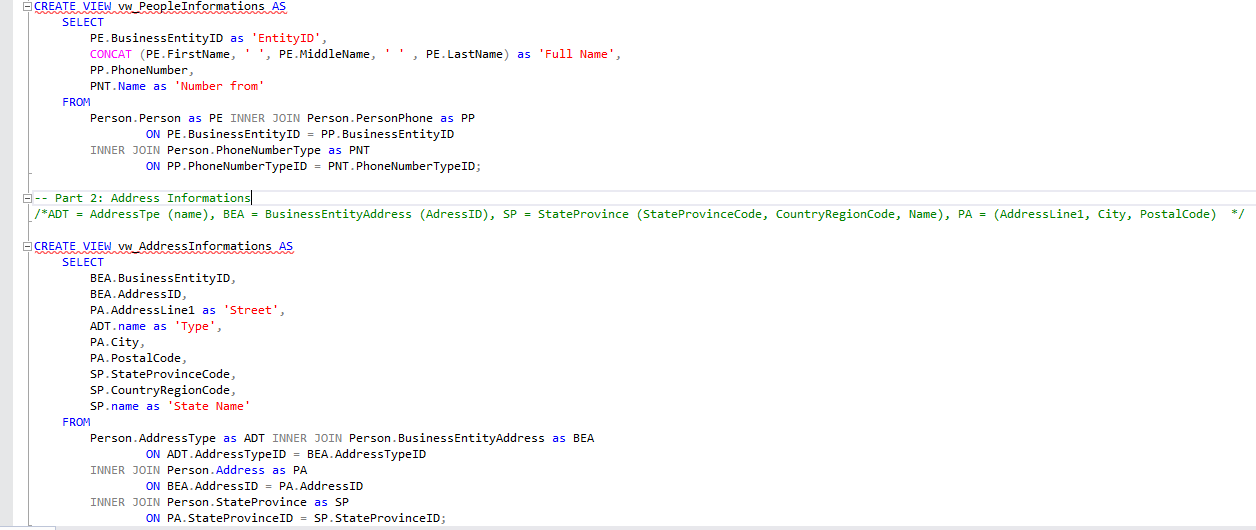 CREATE VIEW vw_PeopleInformations AS
SELECT
PE.BusinessEntityID as 'EntityID',
CONCAT (PE.FirstName, ' ', PE.MiddleName, ' ' , PE.LastName) as 'Full Name',
PP.PhoneNumber,
PNT.Name as 'Number from'
FROM
Person.Person as PE INNER JOIN Person.PersonPhone as PP
ON PE.BusinessEntityID = PP.BusinessEntityID
INNER JOIN Person.PhoneNumberType as PNT
ON PP.PhoneNumberTypeID = PNT.PhoneNumberTypeID;
-- Part 2: Address Informations
/*ADT = AddressTpe (name), BEA = BusinessEntityAddress (AdressID), SP = StateProvince (StateProvinceCode, CountryRegionCode, Name), PA = (AddressLine1, City, PostalCode)  */
CREATE VIEW vw_AddressInformations AS
SELECT
BEA.BusinessEntityID,
BEA.AddressID,
PA.AddressLine1 as 'Street',
ADT.name as 'Type',
PA.City,
PA.PostalCode,
SP.StateProvinceCode,
SP.CountryRegionCode,
SP.name as 'State Name'
FROM
Person.AddressType as ADT INNER JOIN Person.BusinessEntityAddress as BEA
ON ADT.AddressTypeID = BEA.AddressTypeID
INNER JOIN Person.Address as PA
ON BEA.AddressID = PA.AddressID
INNER JOIN Person.StateProvince as SP
ON PA.StateProvinceID = SP.StateProvinceID;